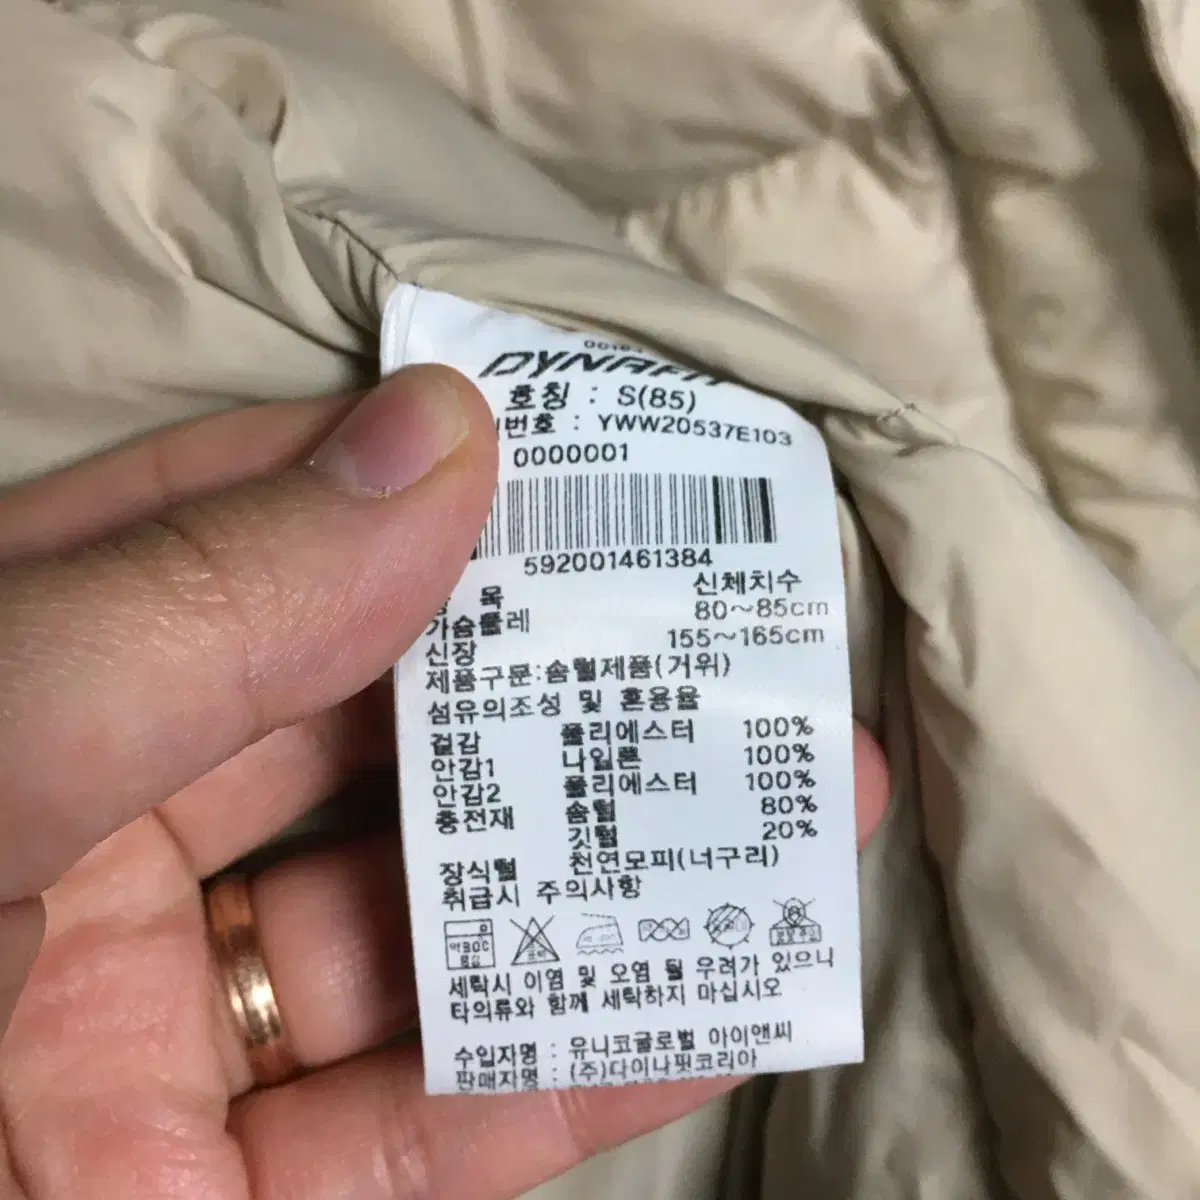 DYNAFIT
호칭 : S(85)
번호 : YWW20537E103
0000001
592001461384
목 신체치수
가슴둘레 80~85cm
신장 155~165cm
제품구분:솜털제품(거위)
섬유의조성 및 혼용율
겉감 폴리에스터 100%
안감1 나일론 100%
안감2 폴리에스터 100%
충전재 솜털 80%
깃털 20%
장식털 천연모피(너구리)
취급시 주의사항
약30℃
중성
세탁시 이염 및 오염 될 우려가 있으니
타의류와 함께 세탁하지 마십시오
수입자명 : 유니코글로벌 아이앤씨
판매자명 : (주)다이나핏코리아